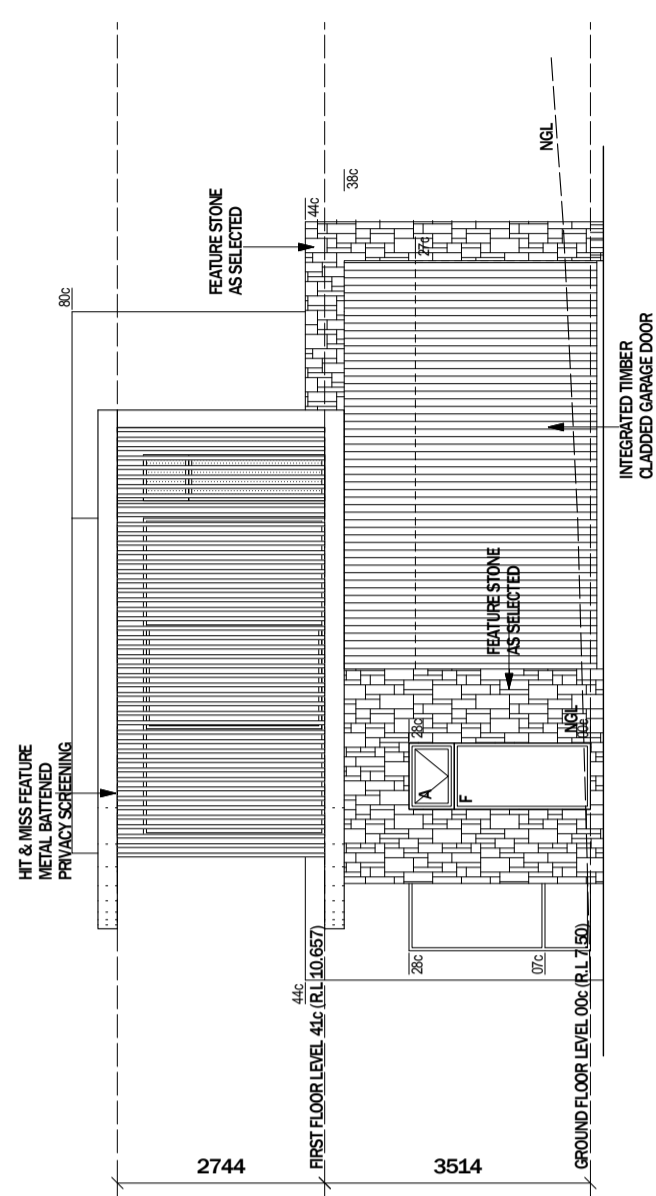 HIT & MISS FEATURE
METAL BATTENED
PRIVACY SCREENING
80c
FEATURE STONE
AS SELECTED
44c
38c
27c
NGL
INTEGRATED TIMBER
CLADDED GARAGE DOOR
FEATURE STONE
AS SELECTED
28c
A
F
NGL
00c
44c
28c
07c
FIRST FLOOR LEVEL 41c (R.L 10.657)
GROUND FLOOR LEVEL 00c (R.L 7.50)
2744
3514